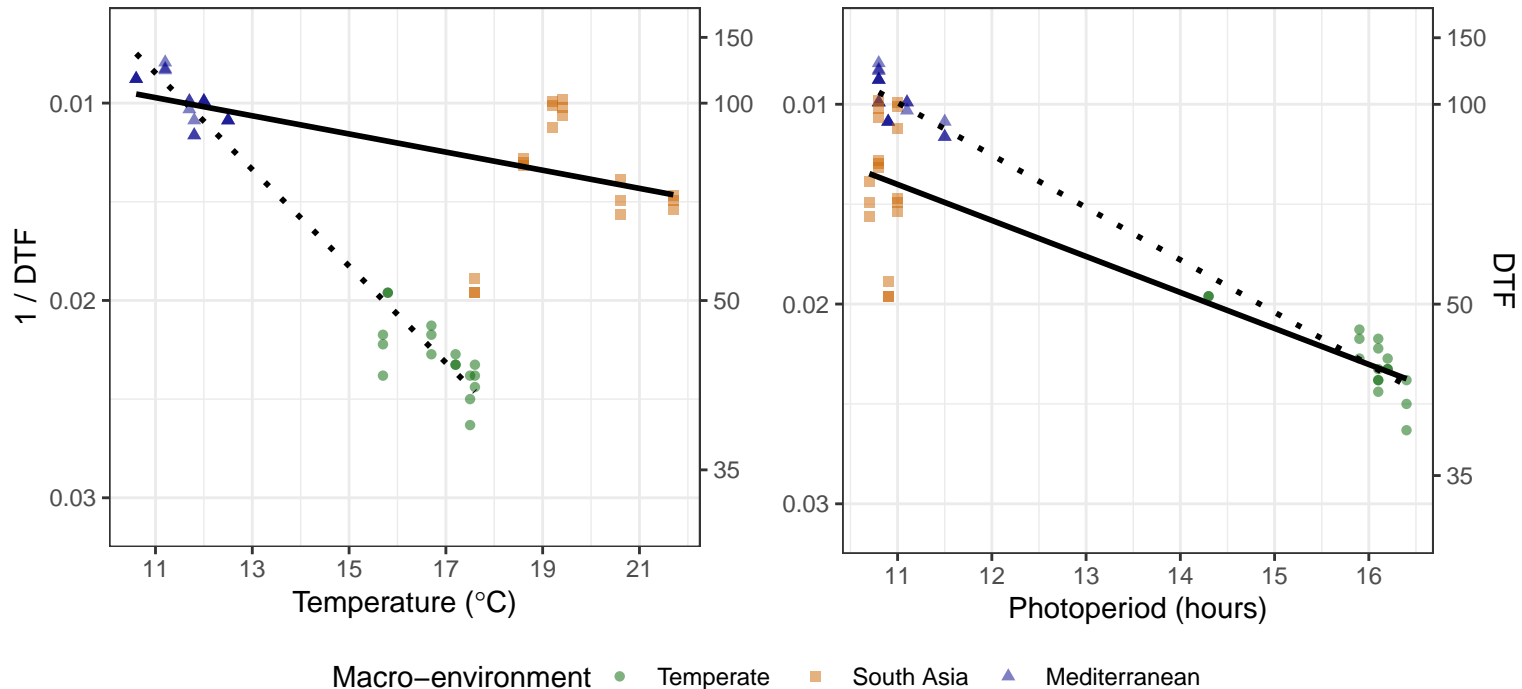 1 / DTF
0.01
0.02
0.03
150
100
50
35
11 13 15 17 19 21
Temperature (°C)
0.01
0.02
0.03
150
100
50
35
DTF
11 12 13 14 15 16
Photoperiod (hours)
Macro−environment Temperate South Asia Mediterranean